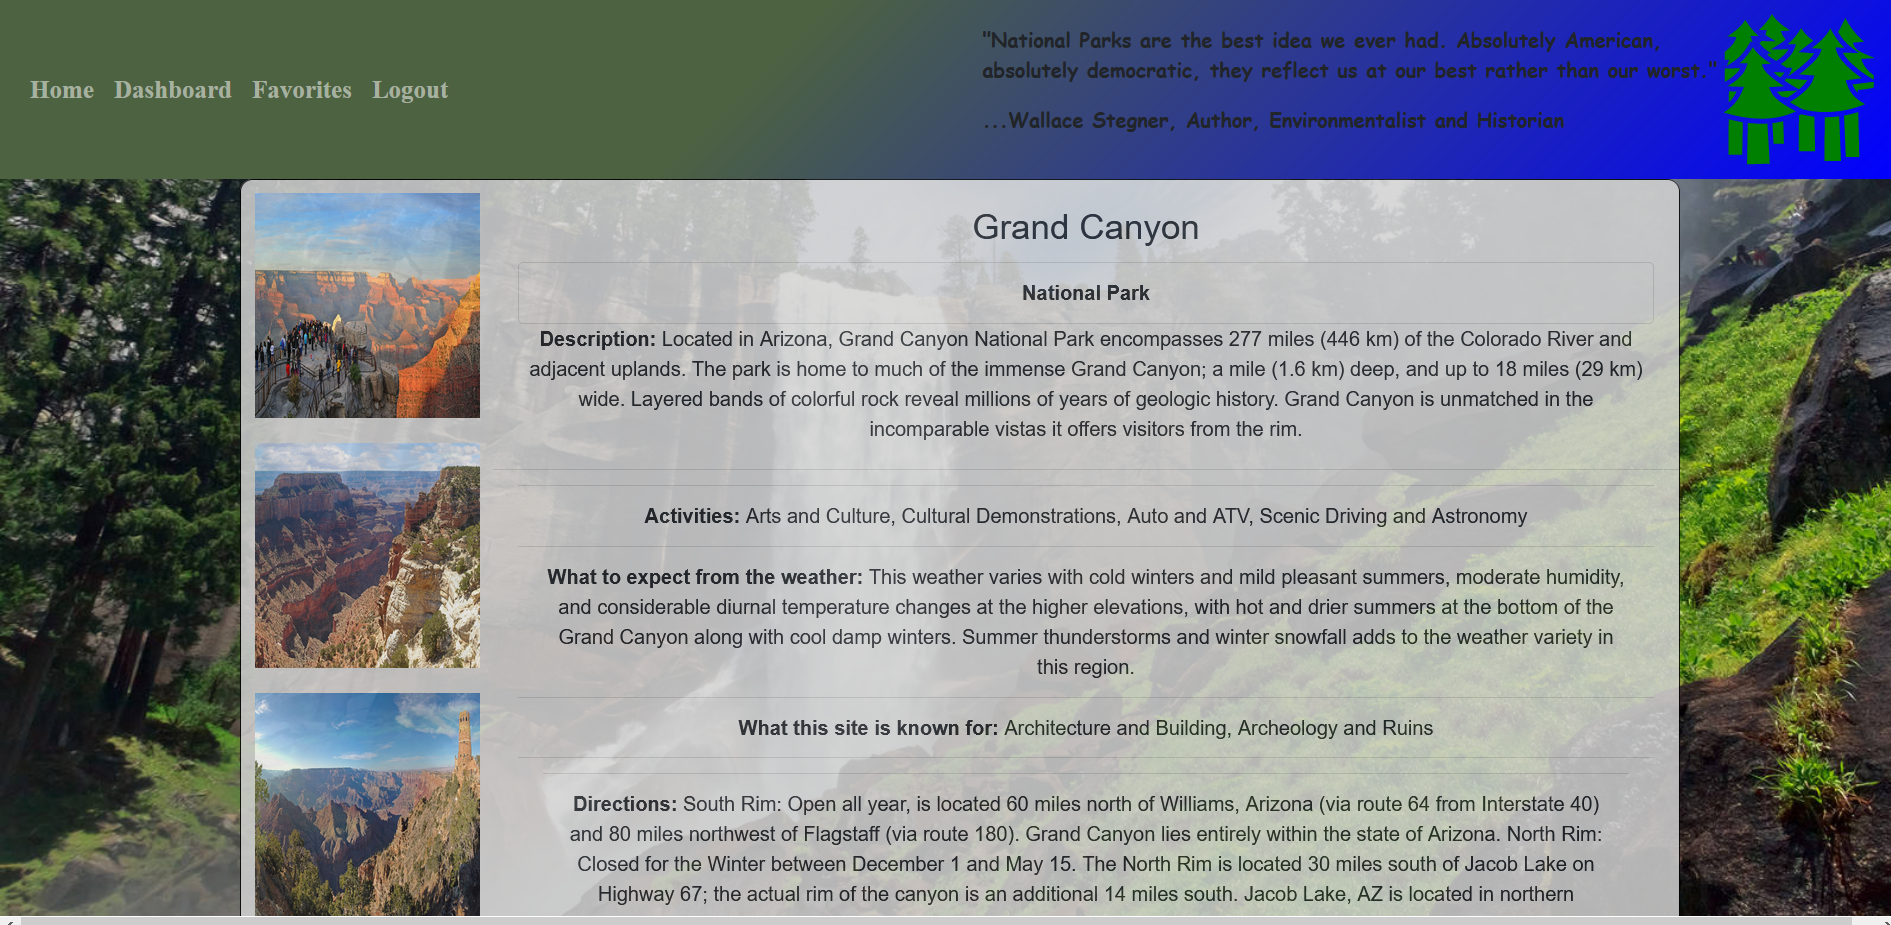 "National Parks are the best idea we ever had. Absolutely American,
absolutely democratic, they reflect us at our best rather than our worst."
...Wallace Stegner, Author, Environmentalist and Historian
Home Dashboard Favorites Logout
Grand Canyon
National Park
Description: Located in Arizona, Grand Canyon National Park encompasses 277 miles (446 km) of the Colorado River and
adjacent uplands. The park is home to much of the immense Grand Canyon; a mile (1.6 km) deep, and up to 18 miles (29 km)
wide. Layered bands of colorful rock reveal millions of years of geologic history. Grand Canyon is unmatched in the
incomparable vistas it offers visitors from the rim.
Activities: Arts and Culture, Cultural Demonstrations, Auto and ATV, Scenic Driving and Astronomy
What to expect from the weather: This weather varies with cold winters and mild pleasant summers, moderate humidity,
and considerable diurnal temperature changes at the higher elevations, with hot and drier summers at the bottom of the
Grand Canyon along with cool damp winters. Summer thunderstorms and winter snowfall adds to the weather variety in
this region.
What this site is known for: Architecture and Building, Archeology and Ruins
Directions: South Rim: Open all year, is located 60 miles north of Williams, Arizona (via route 64 from Interstate 40)
and 80 miles northwest of Flagstaff (via route 180). Grand Canyon lies entirely within the state of Arizona. North Rim:
Closed for the Winter between December 1 and May 15. The North Rim is located 30 miles south of Jacob Lake on
Highway 67; the actual rim of the canyon is an additional 14 miles south. Jacob Lake, AZ is located in northern